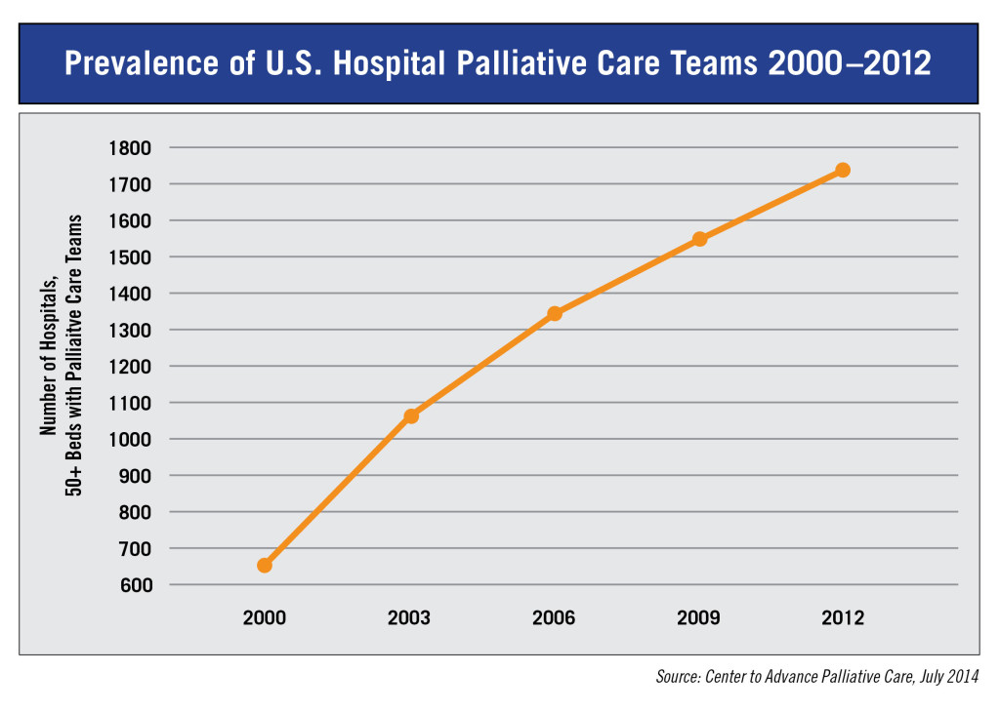 Prevalence of U.S. Hospital Palliative Care Teams 2000–2012
Number of Hospitals,
50+ Beds with Palliaitve Care Teams
1800
1700
1600
1500
1400
1300
1200
1100
1000
900
800
700
600
2000 2003 2006 2009 2012
Source: Center to Advance Palliative Care, July 2014